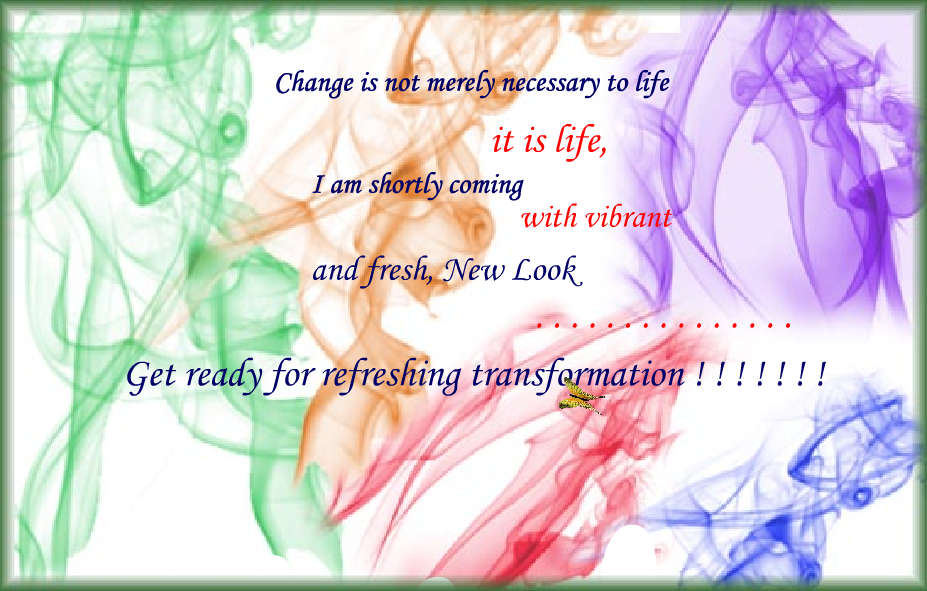 Change is not merely necessary to life
it is life,
I am shortly coming
with vibrant
and fresh, New Look
. . . . . . . . . . . . . . .
Get ready for refreshing transformation ! ! ! ! ! ! !